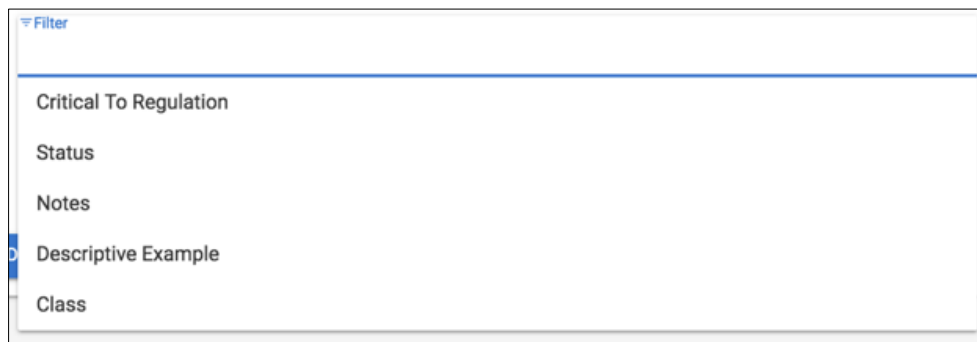 Filter
Critical To Regulation
Status
Notes
Descriptive Example
Class